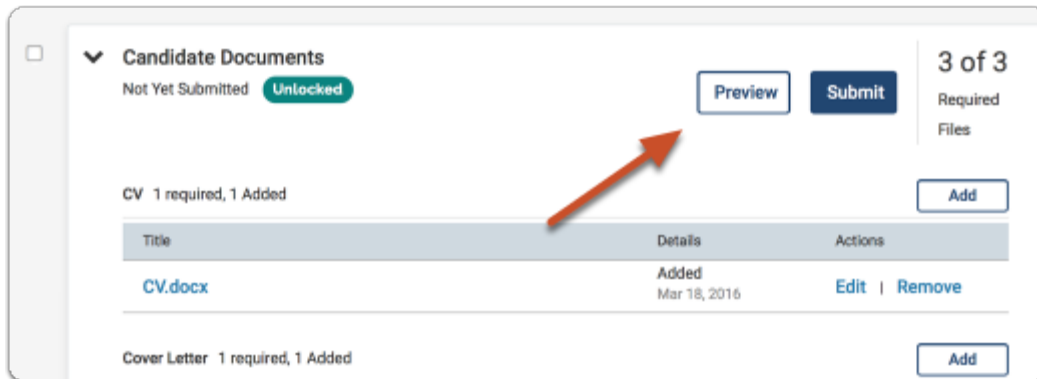 Candidate Documents
Not Yet Submitted Unlocked
Preview Submit
3 of 3
Required
Files
CV 1 required, 1 Added Add
Title Details Actions
CV.docx Added Edit | Remove
Mar 18, 2016
Cover Letter 1 required, 1 Added Add